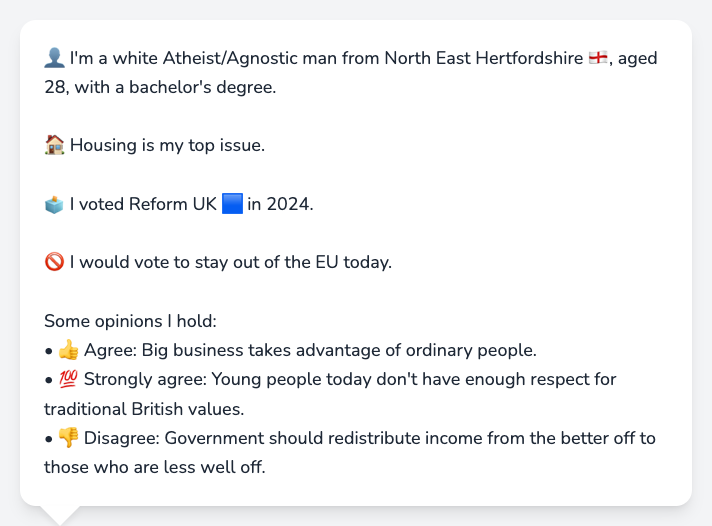 👤 I'm a white Atheist/Agnostic man from North East Hertfordshire 🏴󠁧󠁢󠁥󠁮󠁧󠁿, aged
28, with a bachelor's degree.
🏠 Housing is my top issue.
🗳️ I voted Reform UK 🟦 in 2024.
🚫 I would vote to stay out of the EU today.
Some opinions I hold:
• 👍 Agree: Big business takes advantage of ordinary people.
• 💯 Strongly agree: Young people today don't have enough respect for
traditional British values.
• 👎 Disagree: Government should redistribute income from the better off to
those who are less well off.